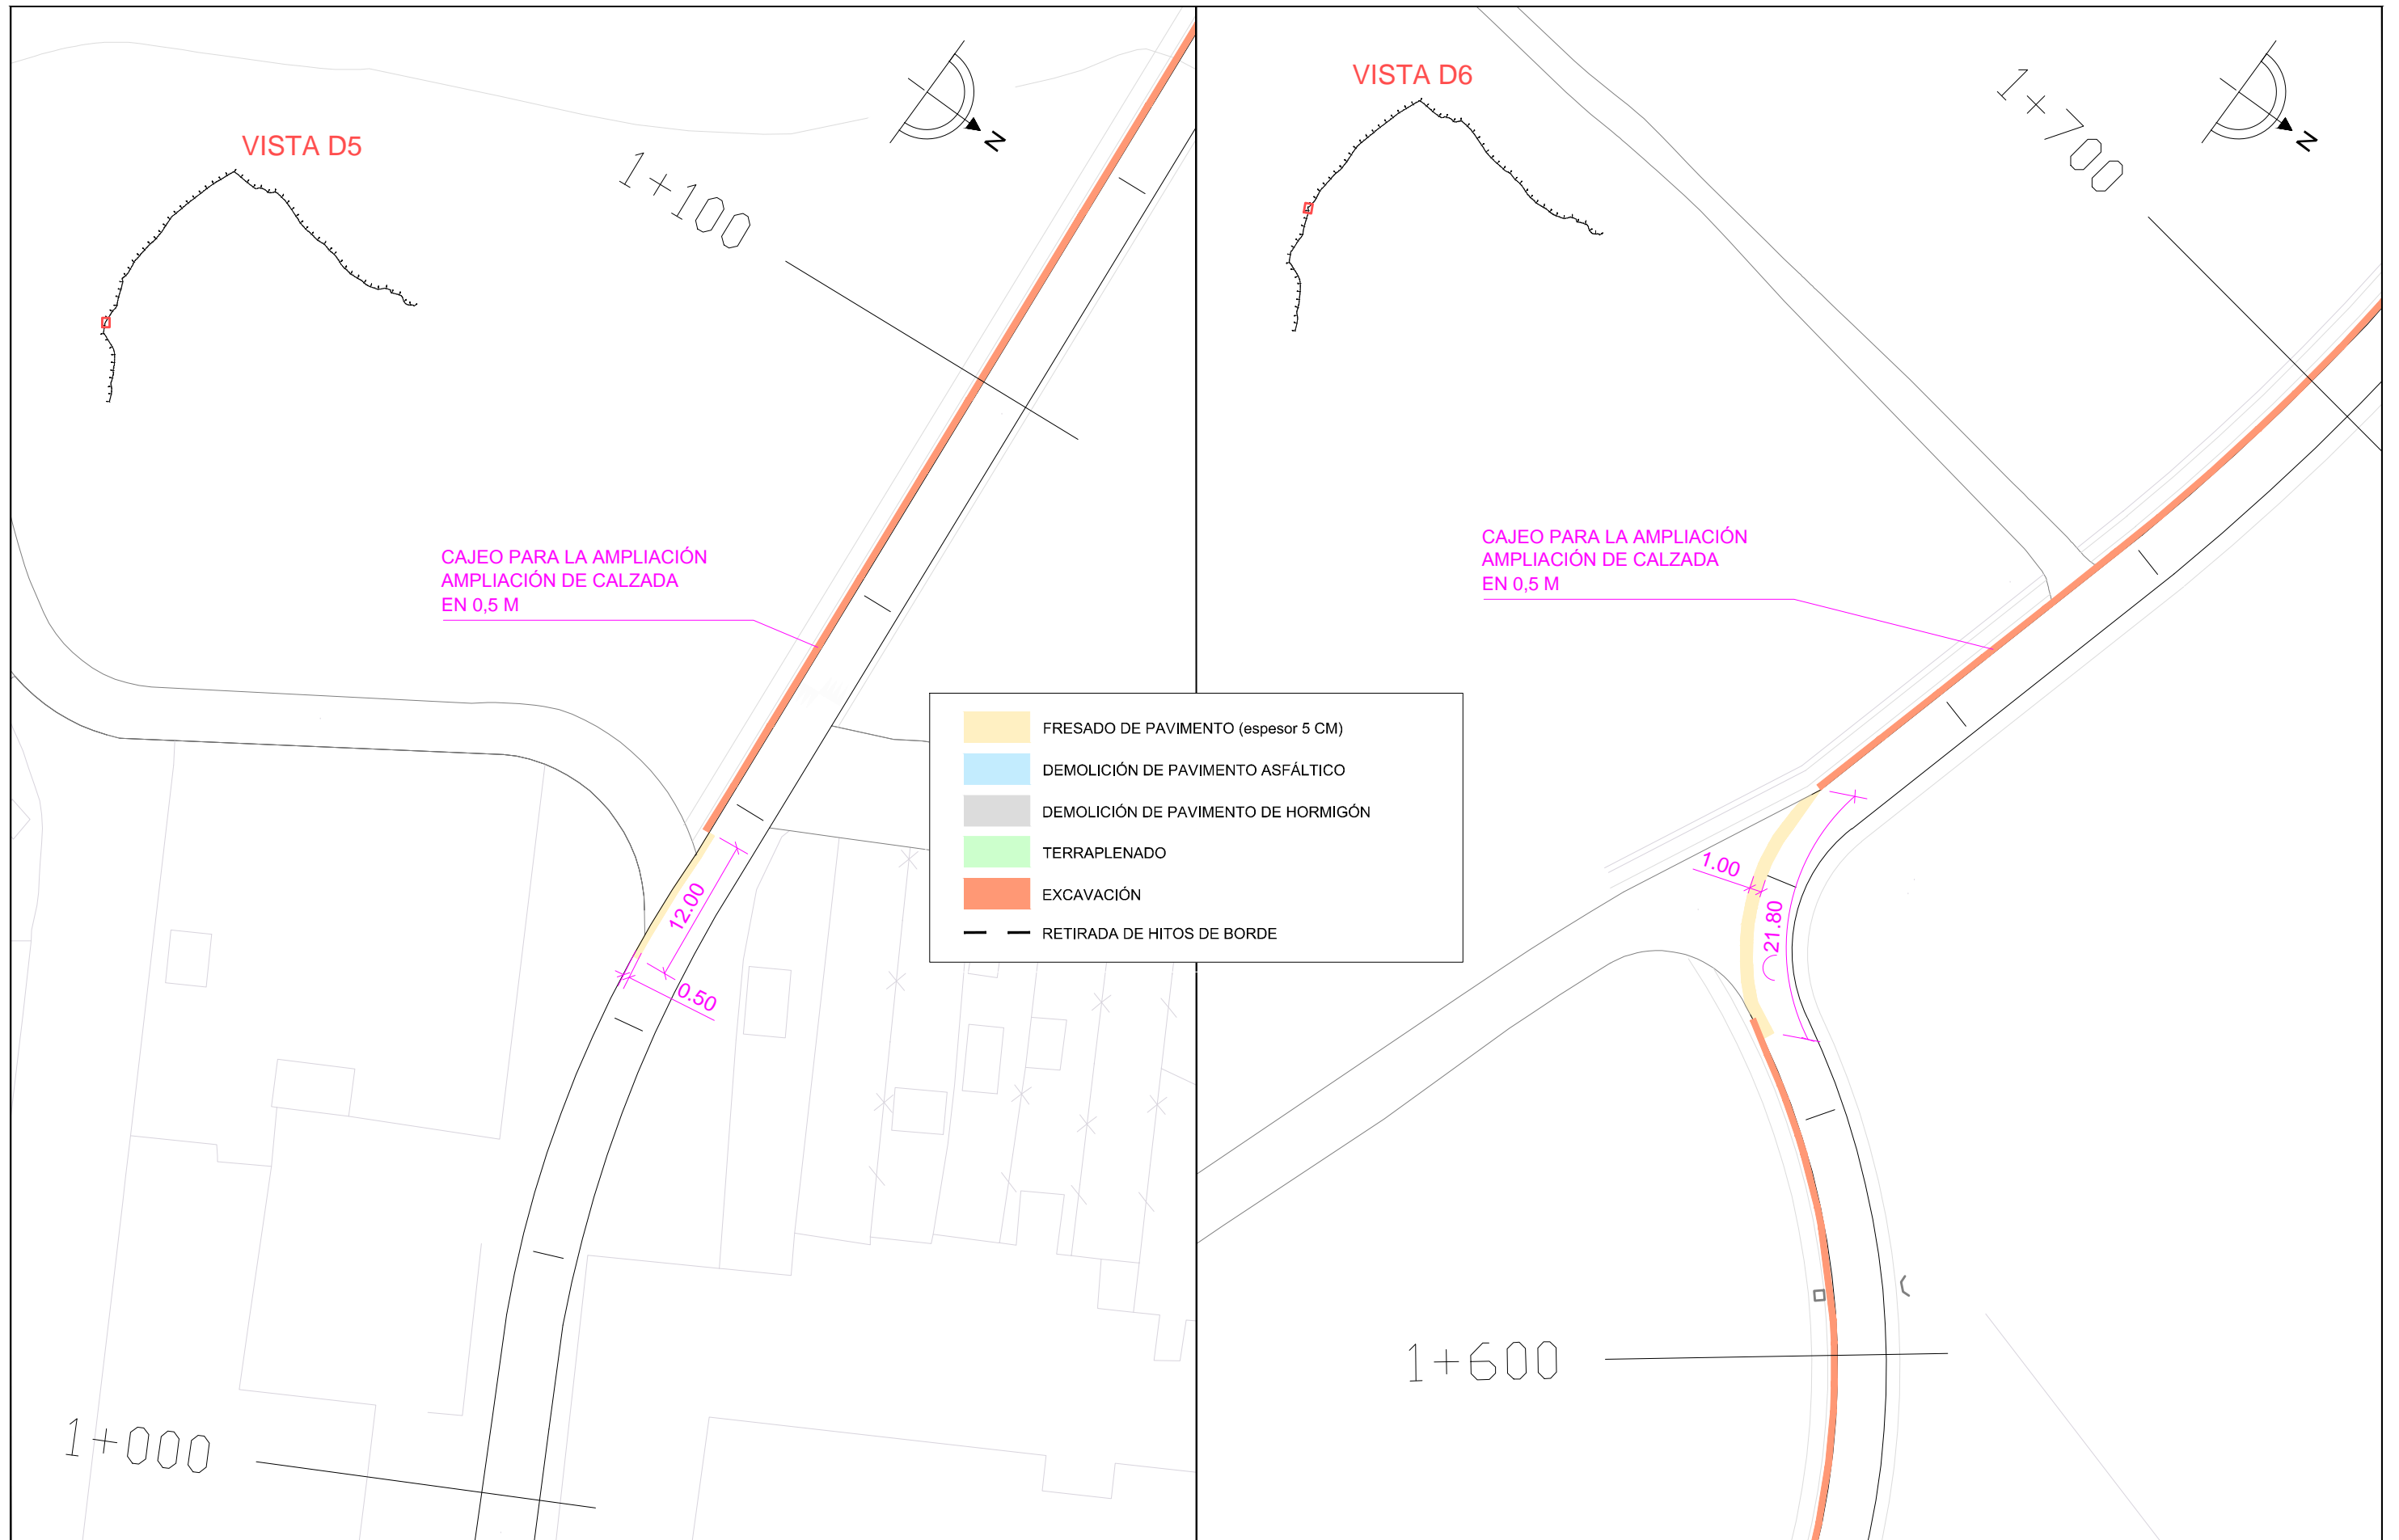 VISTA D5
N
1+100
CAJEO PARA LA AMPLIACIÓN
AMPLIACIÓN DE CALZADA
EN 0,5 M
12.00
0.50
1+000
VISTA D6
N
1+700
CAJEO PARA LA AMPLIACIÓN
AMPLIACIÓN DE CALZADA
EN 0,5 M
1.00
21.80
1+600
FRESADO DE PAVIMENTO (espesor 5 CM)
DEMOLICIÓN DE PAVIMENTO ASFÁLTICO
DEMOLICIÓN DE PAVIMENTO DE HORMIGÓN
TERRAPLENADO
EXCAVACIÓN
RETIRADA DE HITOS DE BORDE